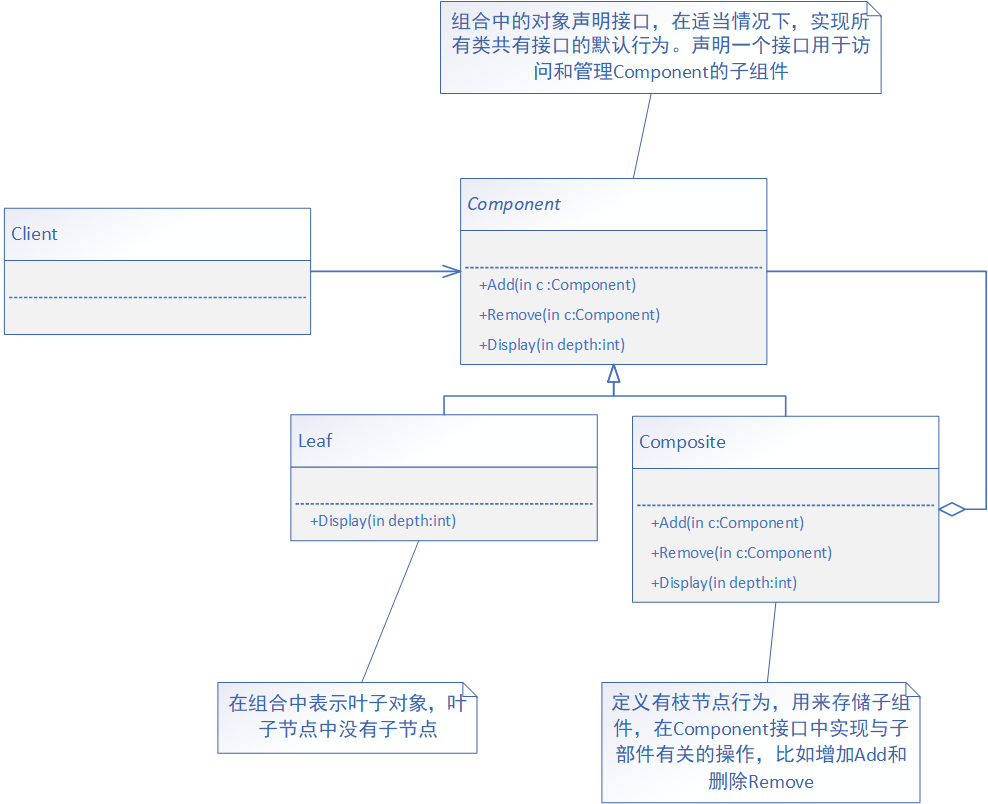 组合中的对象声明接口，在适当情况下，实现所
有类共有接口的默认行为。声明一个接口用于访
问和管理Component的子组件
Component
+Add(in c :Component)
+Remove(in c:Component)
+Display(in depth:int)
Client
Leaf
+Display(in depth:int)
Composite
+Add(in c:Component)
+Remove(in c:Component)
+Display(in depth:int)
在组合中表示叶子对象，叶
子节点中没有子节点
定义有枝节点行为，用来存储子组
件，在Component接口中实现与子
部件有关的操作，比如增加Add和
删除Remove